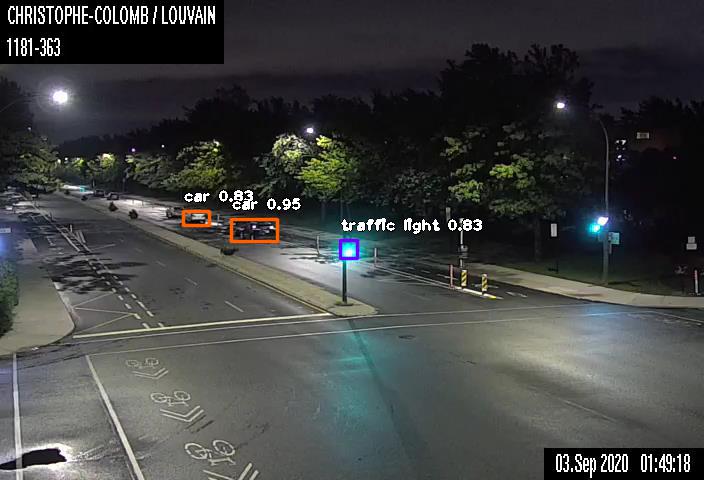 CHRISTOPHE-COLOMB / LOUVAIN
1181-363
car 0.83
car 0.95
traffic light 0.83
03.Sep 2020 01:49:18